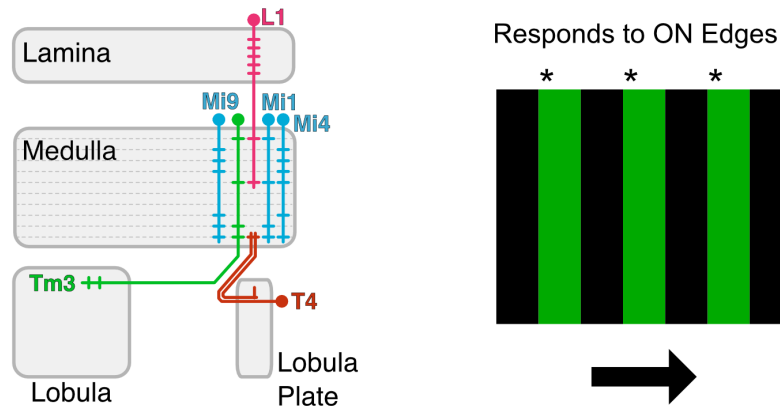 L1
Lamina
Mi9
Mi1
Mi4
Medulla
Tm3
T4
Lobula
Lobula
Plate
Responds to ON Edges
* * *